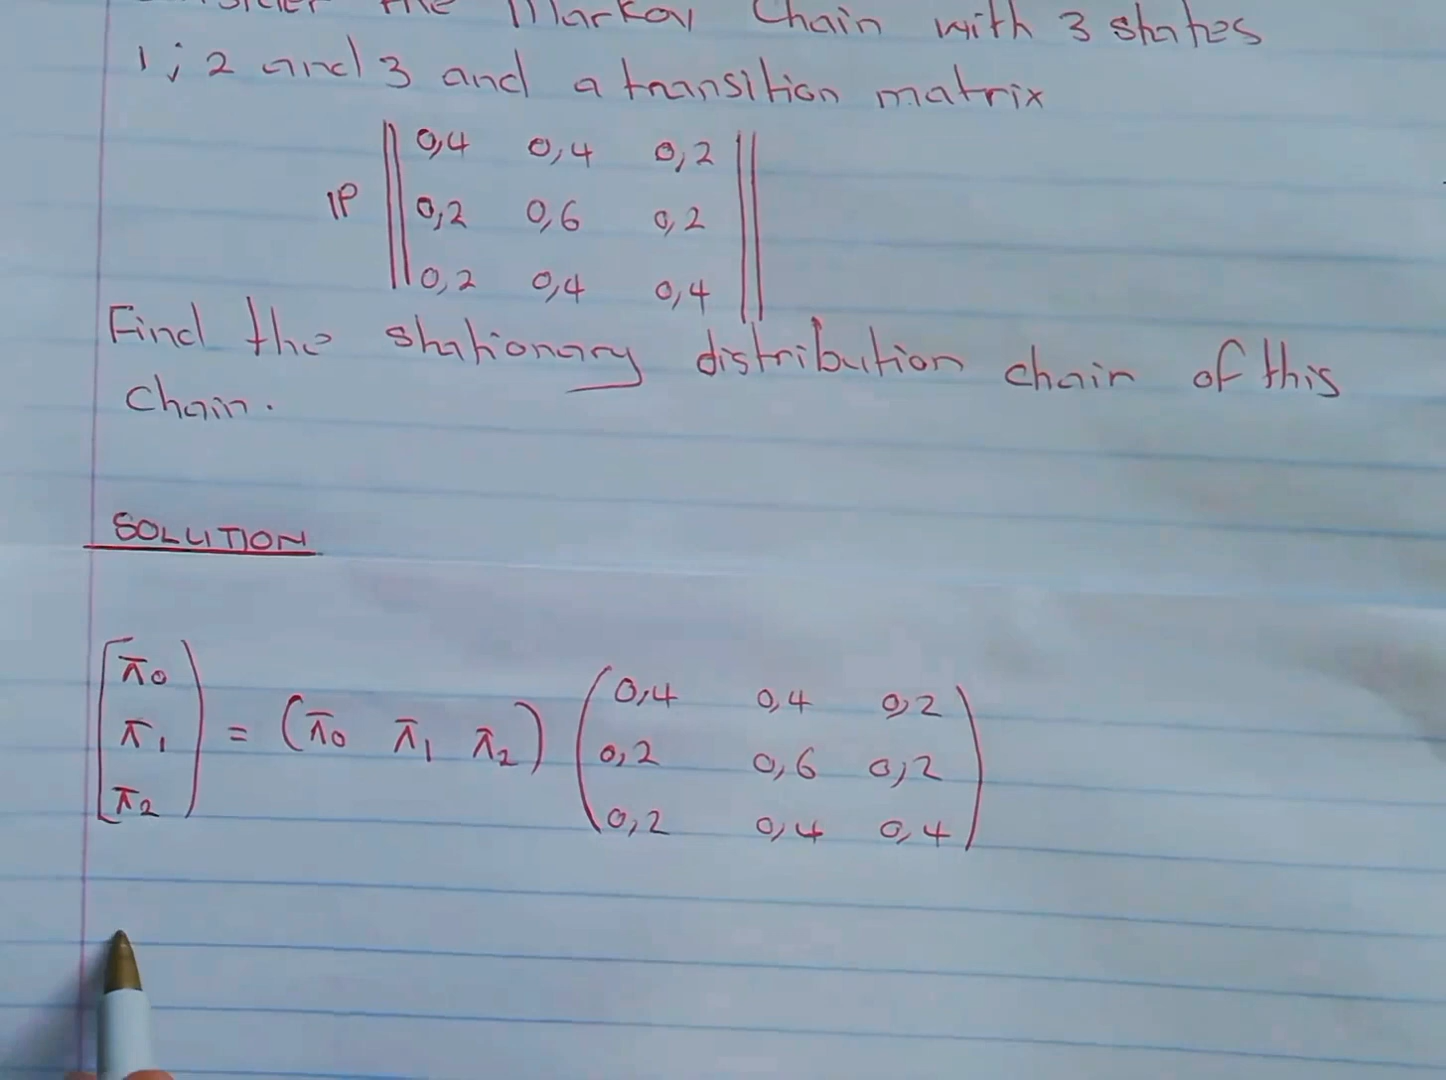 the Markov Chain with 3 states
1; 2 and 3 and a transition matrix
IP || 0,4 0,4 0,2 ||
0,2 0,6 0,2
0,2 0,4 0,4
Find the stationary distribution chain of this
chain.
SOLUTION
[π0 π1 π2] = (π0 π1 π2) (0,4 0,4 0,2
0,2 0,6 0,2
0,2 0,4 0,4)